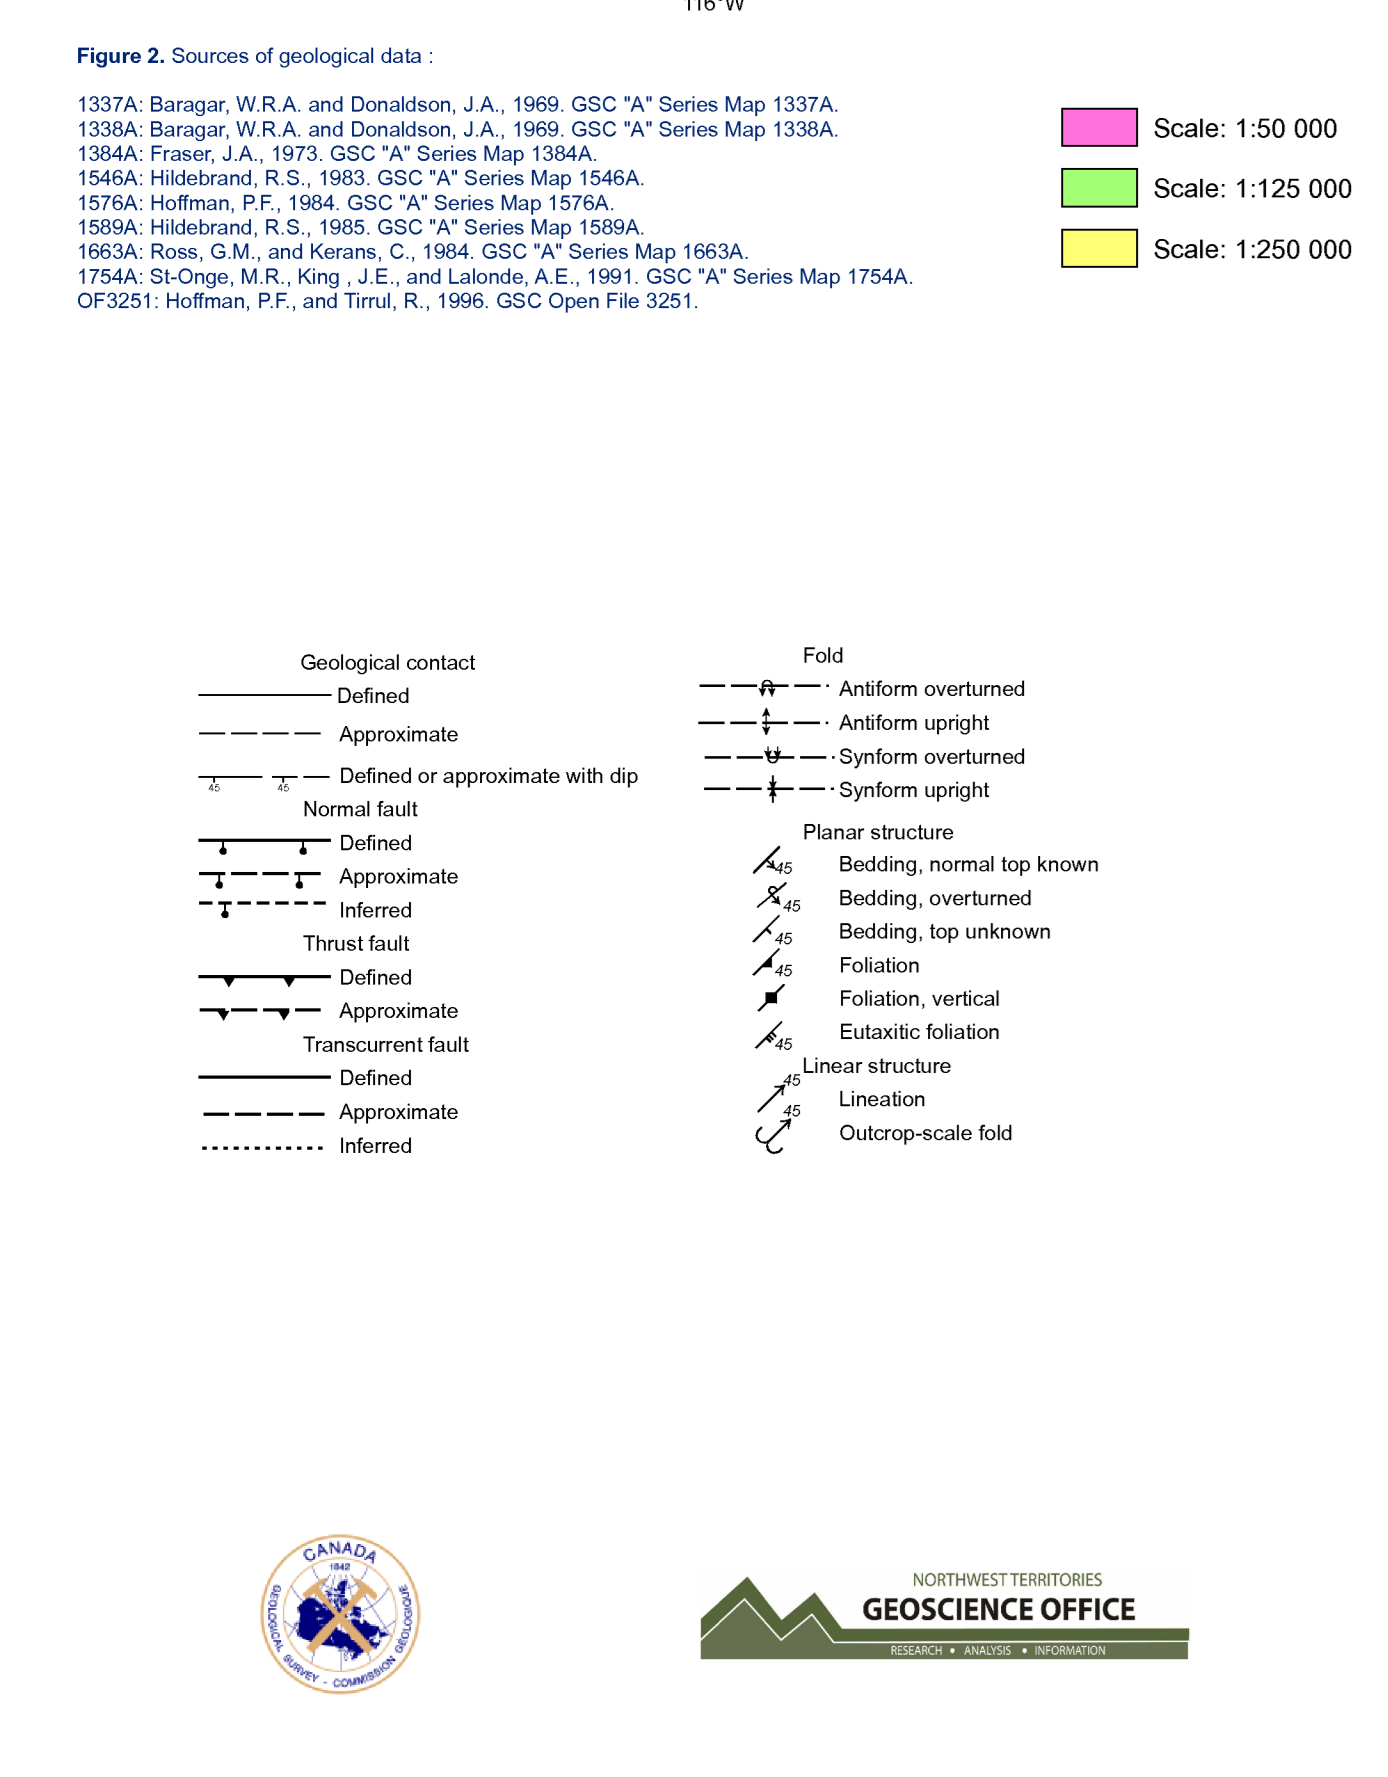 116°W
Figure 2. Sources of geological data :
1337A: Baragar, W.R.A. and Donaldson, J.A., 1969. GSC "A" Series Map 1337A.
1338A: Baragar, W.R.A. and Donaldson, J.A., 1969. GSC "A" Series Map 1338A.
1384A: Fraser, J.A., 1973. GSC "A" Series Map 1384A.
1546A: Hildebrand, R.S., 1983. GSC "A" Series Map 1546A.
1576A: Hoffman, P.F., 1984. GSC "A" Series Map 1576A.
1589A: Hildebrand, R.S., 1985. GSC "A" Series Map 1589A.
1663A: Ross, G.M., and Kerans, C., 1984. GSC "A" Series Map 1663A.
1754A: St-Onge, M.R., King , J.E., and Lalonde, A.E., 1991. GSC "A" Series Map 1754A.
OF3251: Hoffman, P.F., and Tirrul, R., 1996. GSC Open File 3251.
Scale: 1:50 000
Scale: 1:125 000
Scale: 1:250 000
Geological contact
Defined
Approximate
45 45 Defined or approximate with dip
Normal fault
Defined
Approximate
Inferred
Thrust fault
Defined
Approximate
Transcurrent fault
Defined
Approximate
Inferred
Fold
Antiform overturned
Antiform upright
Synform overturned
Synform upright
Planar structure
45 Bedding, normal top known
45 Bedding, overturned
45 Bedding, top unknown
45 Foliation
Foliation, vertical
45 Eutaxitic foliation
Linear structure
45 Lineation
45 Outcrop-scale fold
CANADA
1842
GEOLOGICAL SURVEY - COMMISSION GÉOLOGIQUE
NORTHWEST TERRITORIES
GEOSCIENCE OFFICE
RESEARCH • ANALYSIS • INFORMATION